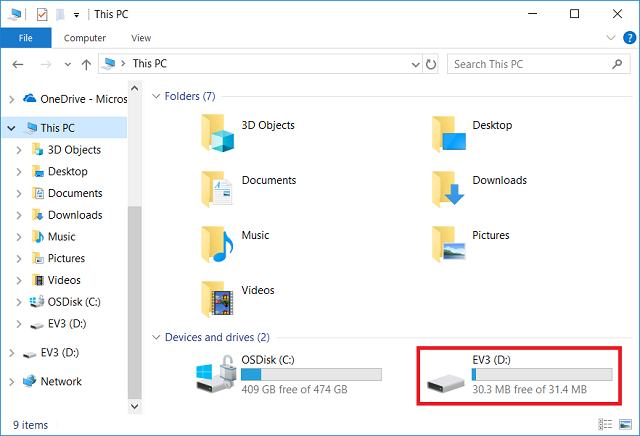 This PC
File
Computer
View
This PC
Search This PC
OneDrive - Micros
This PC
3D Objects
Desktop
Documents
Downloads
Music
Pictures
Videos
OSDisk (C:)
EV3 (D:)
EV3 (D:)
Network
Folders (7)
3D Objects
Desktop
Documents
Downloads
Music
Pictures
Videos
Devices and drives (2)
OSDisk (C:)
409 GB free of 474 GB
EV3 (D:)
30.3 MB free of 31.4 MB
9 items